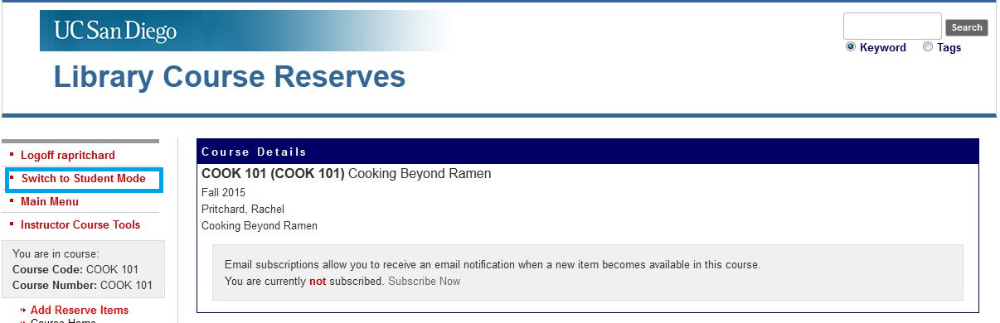 UC San Diego
Search
Keyword Tags
Library Course Reserves
Logoff rapritchard
Switch to Student Mode
Main Menu
Instructor Course Tools
You are in course:
Course Code: COOK 101
Course Number: COOK 101
Add Reserve Items
Course Home
Course Details
COOK 101 (COOK 101) Cooking Beyond Ramen
Fall 2015
Pritchard, Rachel
Cooking Beyond Ramen
Email subscriptions allow you to receive an email notification when a new item becomes available in this course.
You are currently not subscribed. Subscribe Now